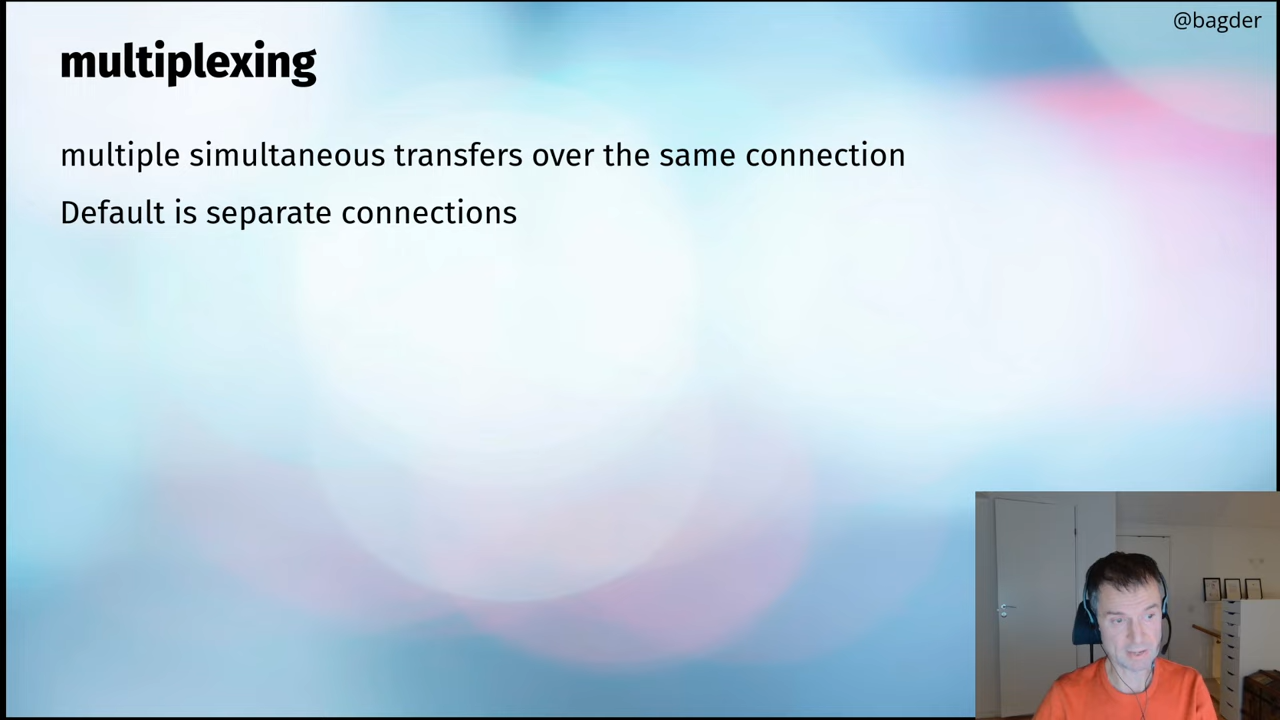 @bagder
multiplexing
multiple simultaneous transfers over the same connection
Default is separate connections